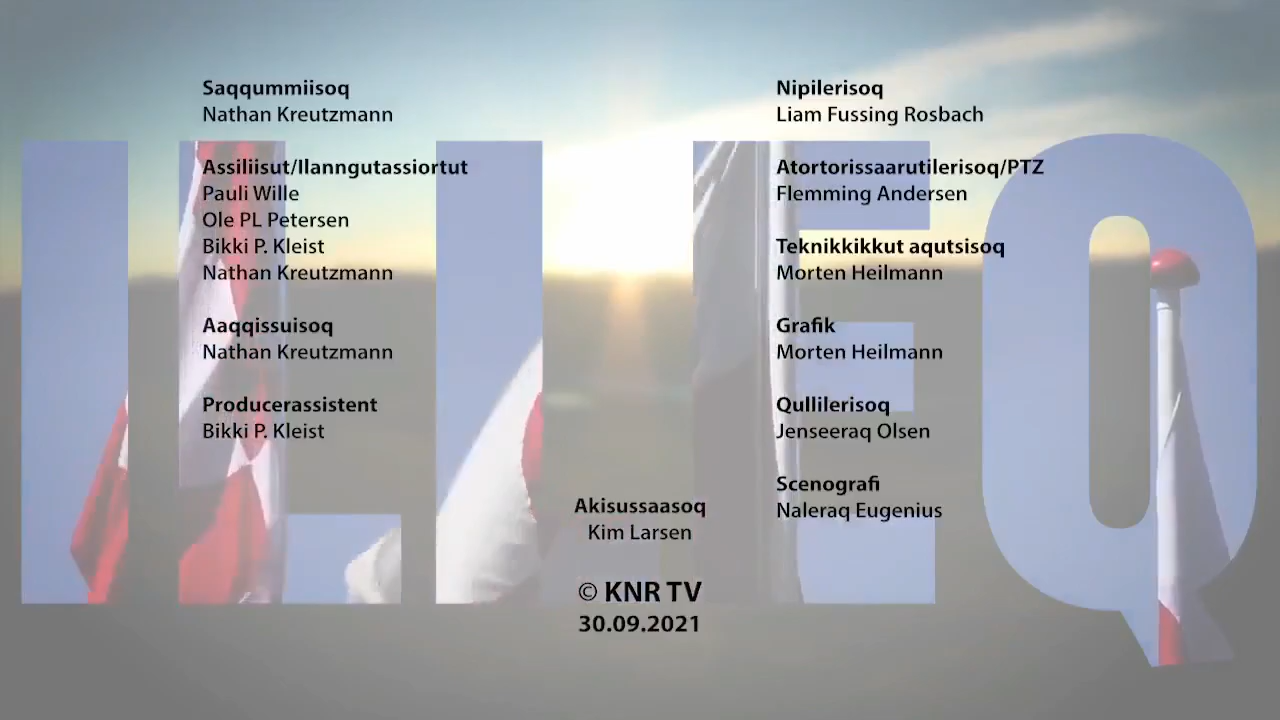 Saqqummiisoq
Nathan Kreutzmann
Assiliisut/Ilanngutassiortut
Pauli Wille
Ole PL Petersen
Bikki P. Kleist
Nathan Kreutzmann
Aaqqissuisoq
Nathan Kreutzmann
Producerassistent
Bikki P. Kleist
Nipilerisoq
Liam Fussing Rosbach
Atortorissaarutilerisoq/PTZ
Flemming Andersen
Teknikkikkut aqutsisoq
Morten Heilmann
Grafik
Morten Heilmann
Qullilerisoq
Jenseeraq Olsen
Scenografi
Naleraq Eugenius
Akisussaasoq
Kim Larsen
© KNR TV
30.09.2021
ILLIEQ